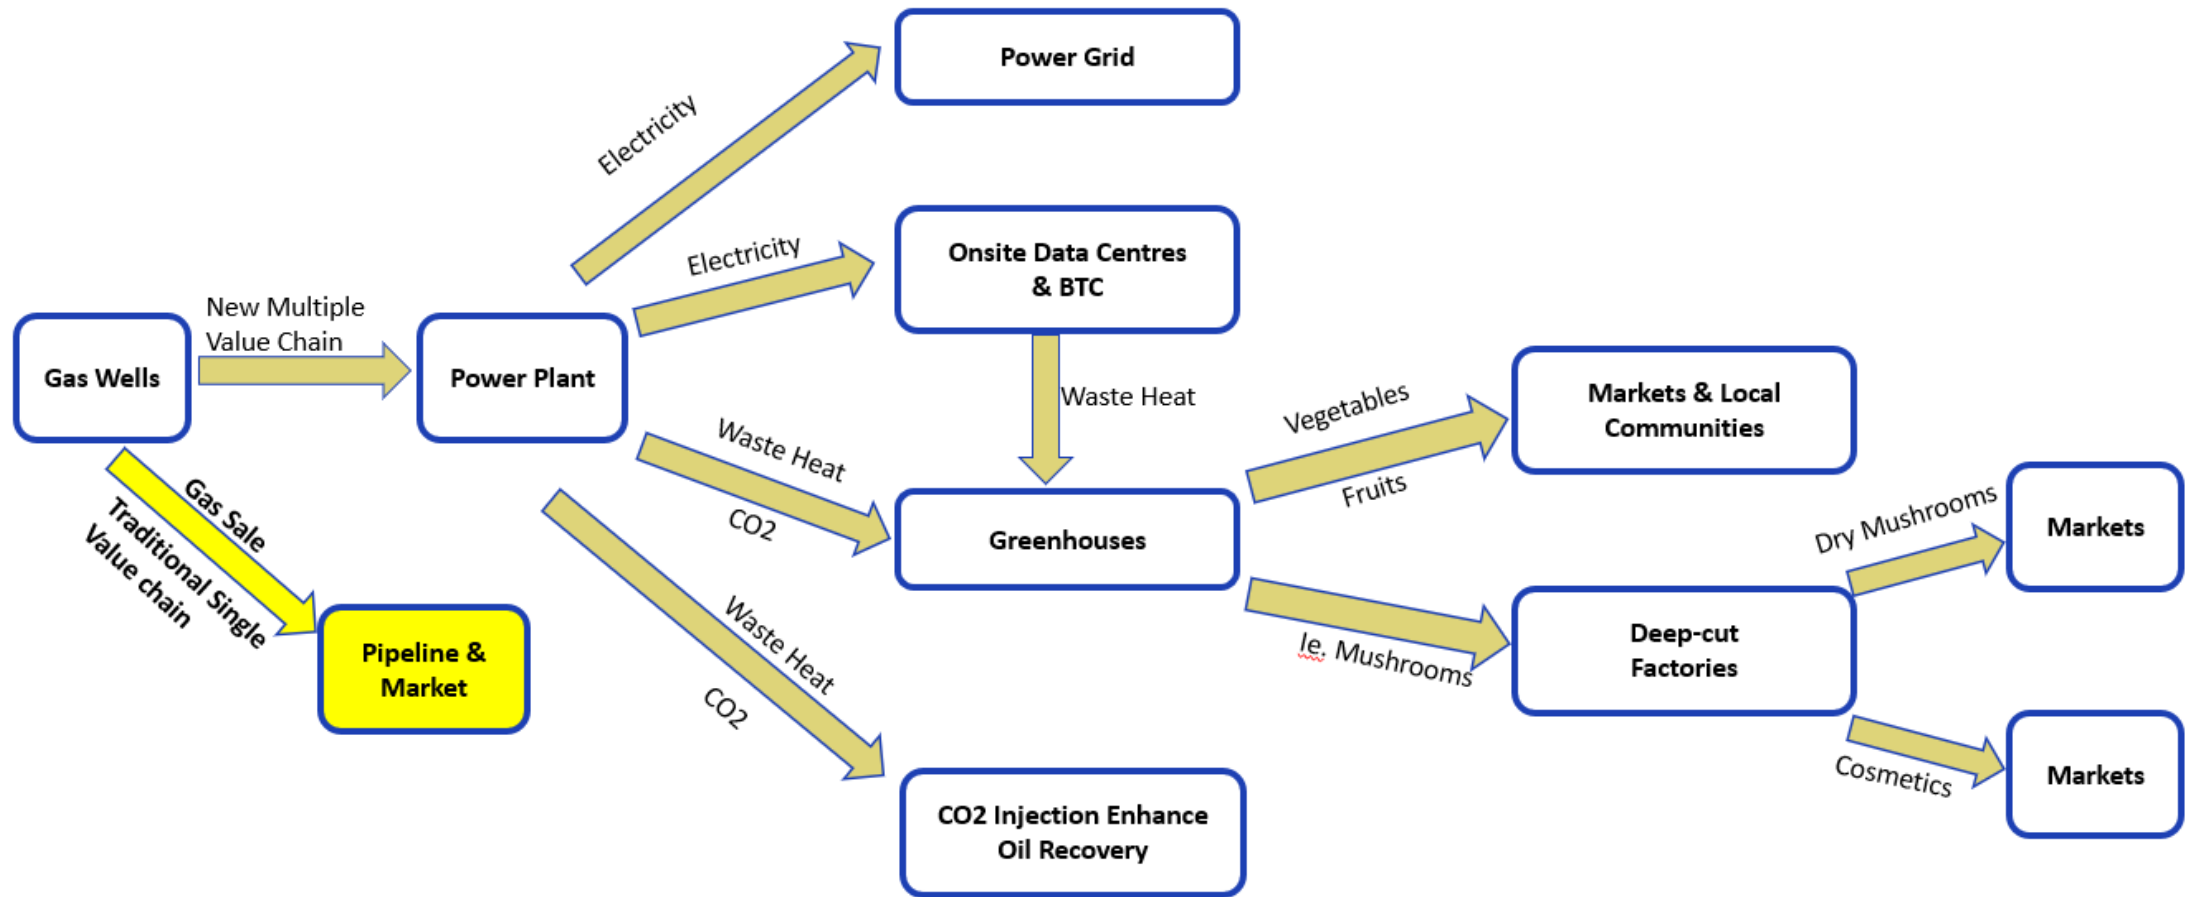 Power Grid
Electricity
Onsite Data Centres
& BTC
Electricity
New Multiple
Value Chain
Gas Wells
Power Plant
Waste Heat
Waste Heat
CO2
Greenhouses
Vegetables
Fruits
Markets & Local
Communities
Gas Sale
Traditional Single
Value chain
Pipeline &
Market
Waste Heat
CO2
CO2 Injection Enhance
Oil Recovery
Ie. Mushrooms
Deep-cut
Factories
Dry Mushrooms
Markets
Cosmetics
Markets